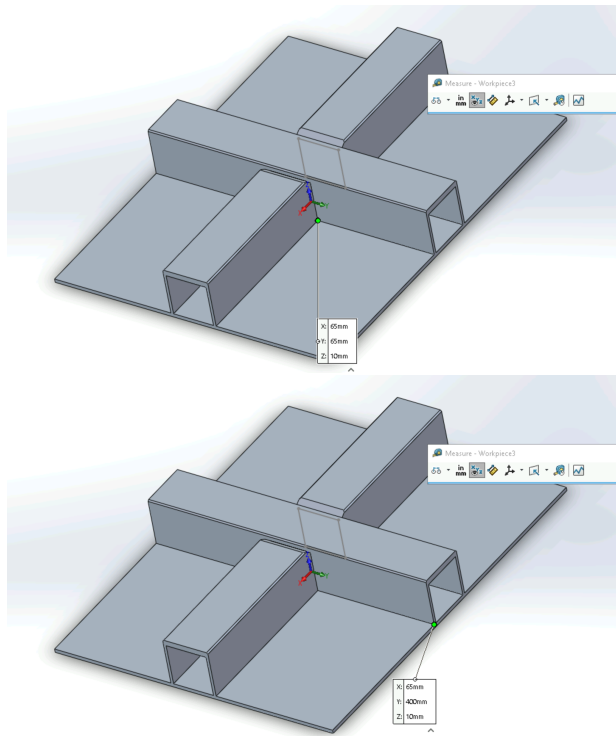 Measure - Workpiece3
in
mm
X: 65mm
Y: 65mm
Z: 10mm
Measure - Workpiece3
in
mm
X: 65mm
Y: 400mm
Z: 10mm